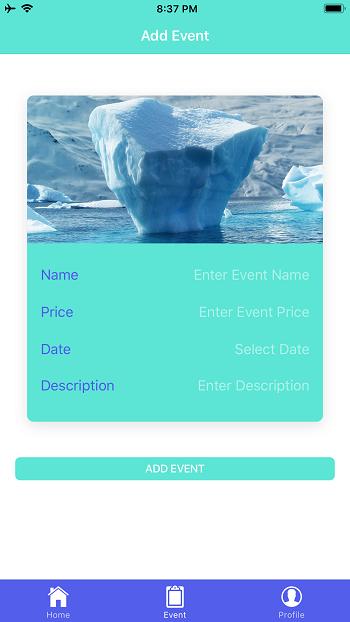 8:37 PM
Add Event
Name Enter Event Name
Price Enter Event Price
Date Select Date
Description Enter Description
ADD EVENT
Home Event Profile